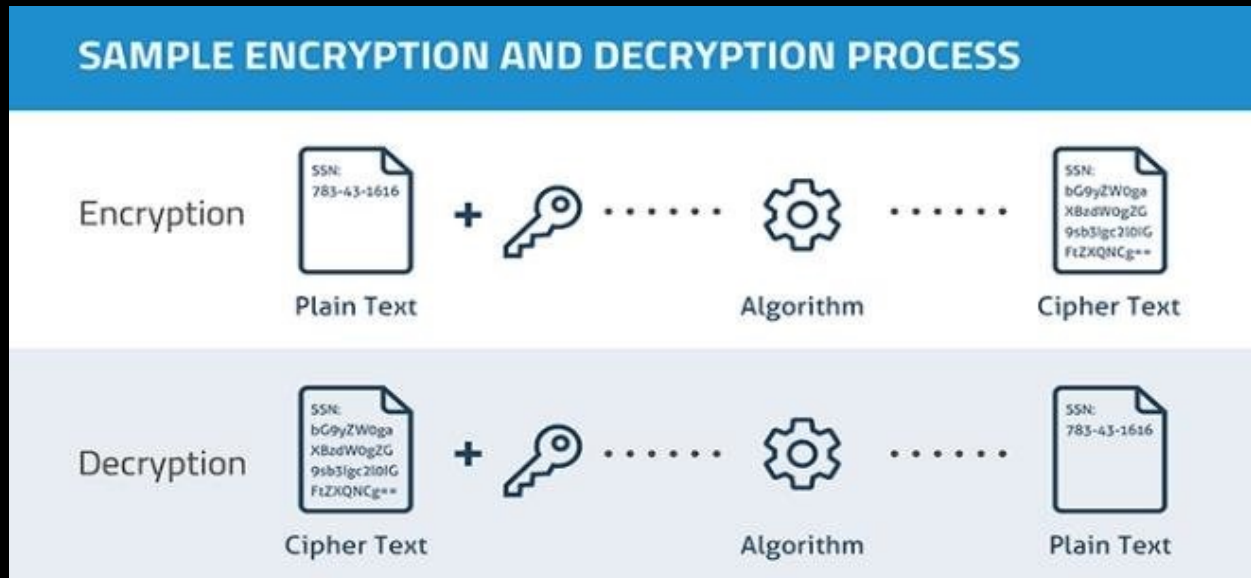 SAMPLE ENCRYPTION AND DECRYPTION PROCESS
Encryption
SSN:
783-43-1616
+
Plain Text
Algorithm
SSN:
bG9yZW0ga
XBzdW0gZG
9sb3Igc2l0IG
FtZXQNCg==
Cipher Text
Decryption
SSN:
bG9yZW0ga
XBzdW0gZG
9sb3Igc2l0IG
FtZXQNCg==
+
Cipher Text
Algorithm
SSN:
783-43-1616
Plain Text